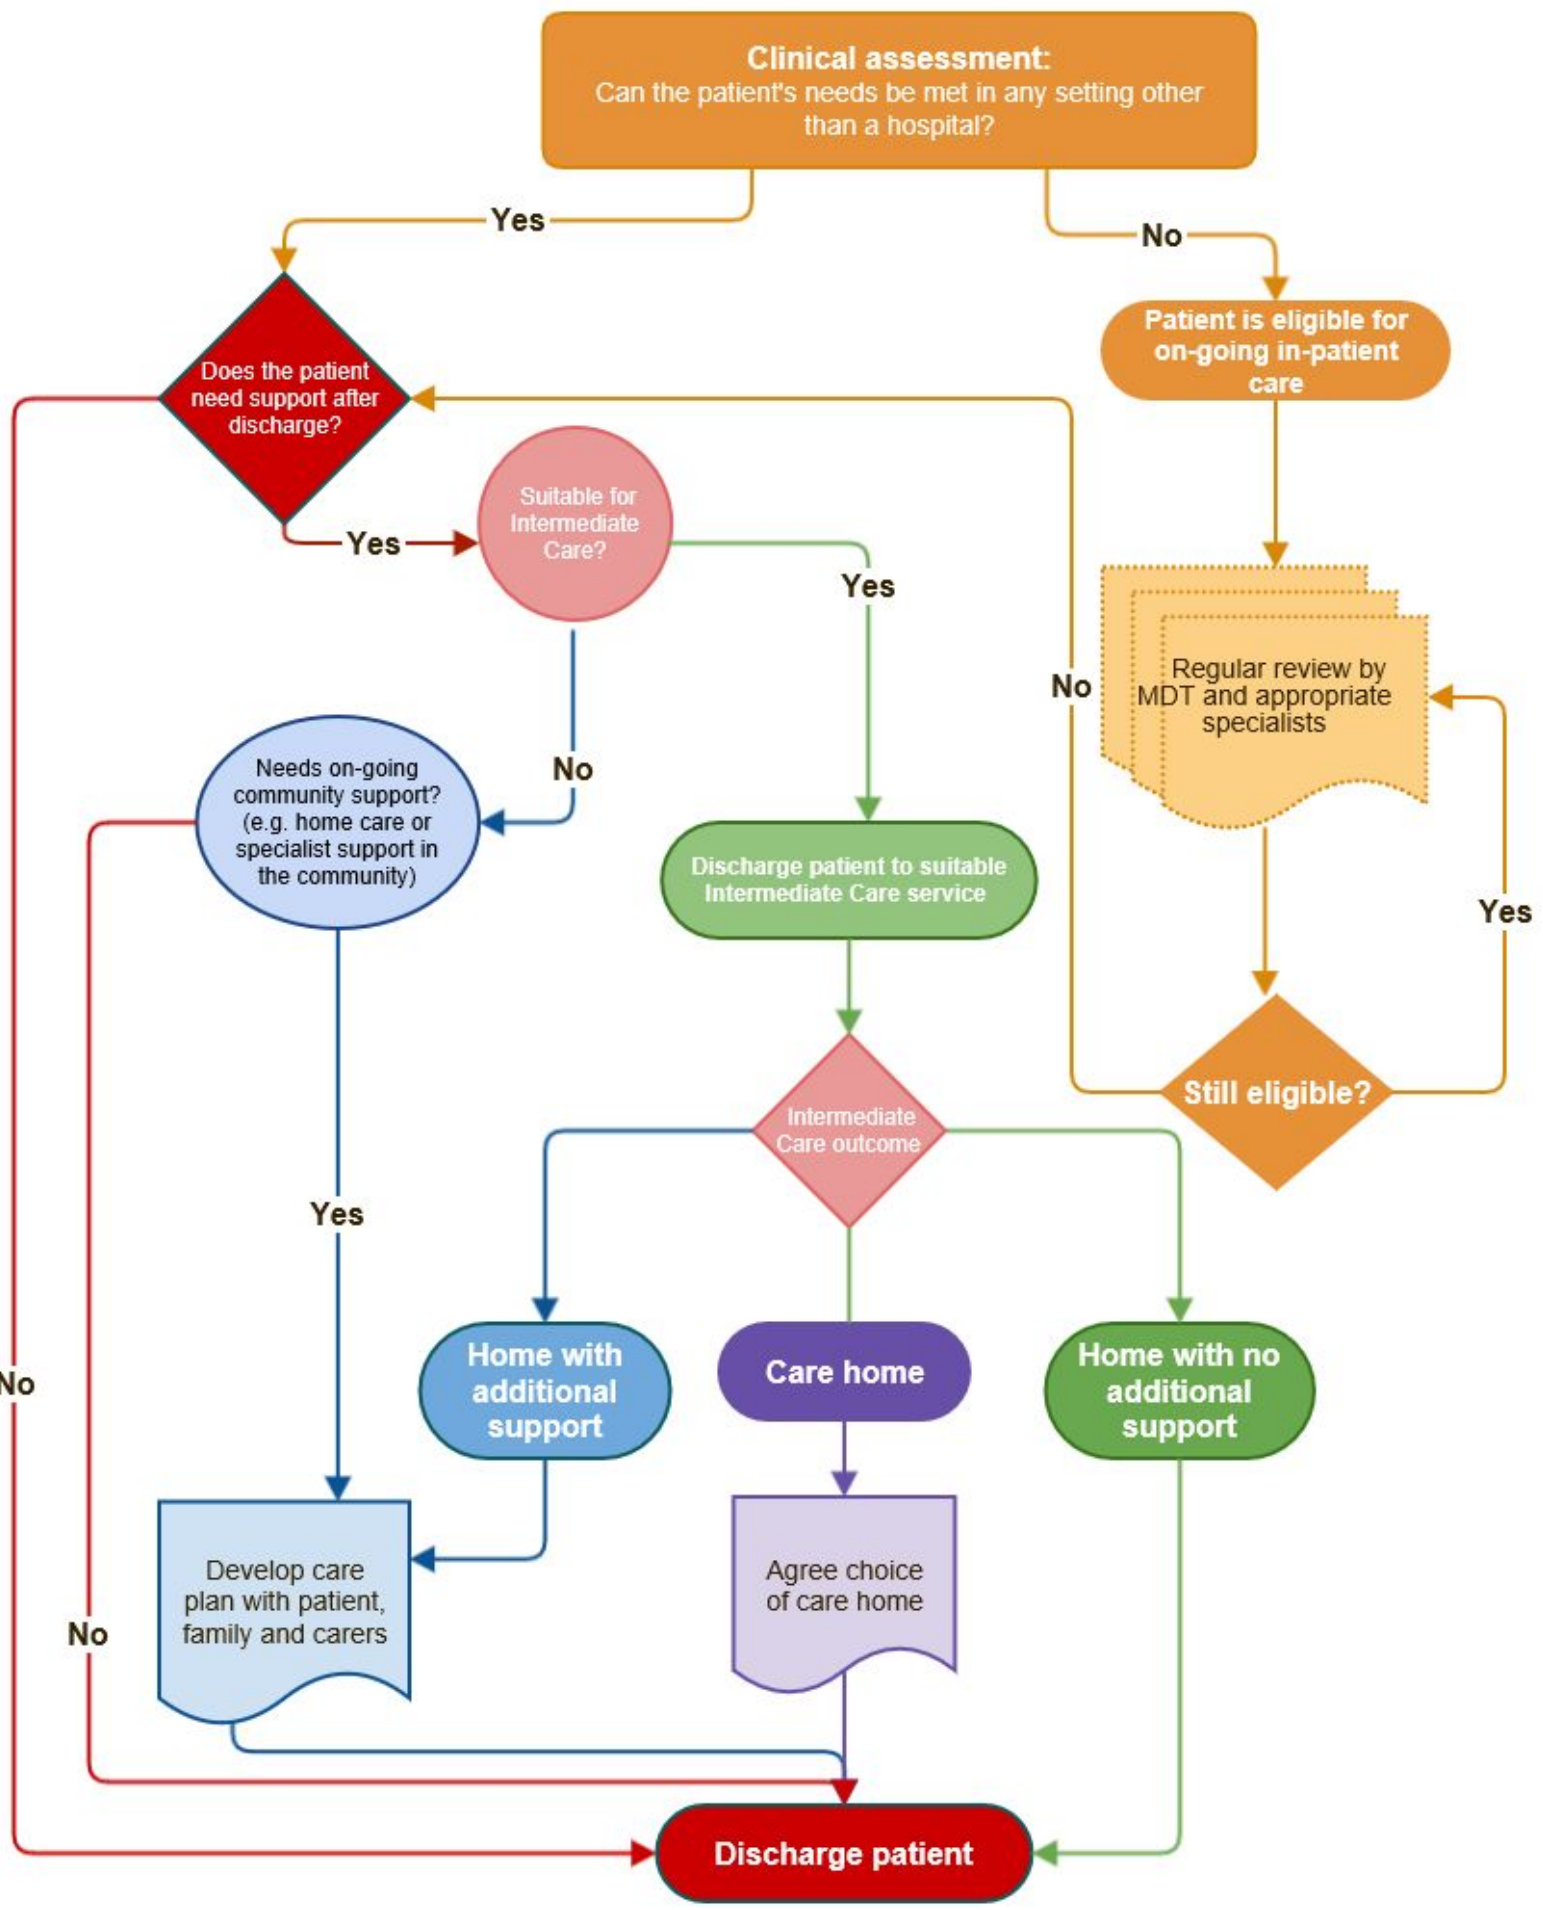 Clinical assessment:
Can the patient's needs be met in any setting other
than a hospital?
Yes
No
Patient is eligible for
on-going in-patient
care
Does the patient
need support after
discharge?
Suitable for
Intermediate
Care?
Yes
Yes
No
Regular review by
MDT and appropriate
specialists
Needs on-going
community support?
(e.g. home care or
specialist support in
the community)
No
Discharge patient to suitable
Intermediate Care service
Yes
Still eligible?
Intermediate
Care outcome
Yes
Home with
additional
support
Care home
Home with no
additional
support
No
Develop care
plan with patient,
family and carers
Agree choice
of care home
No
Discharge patient